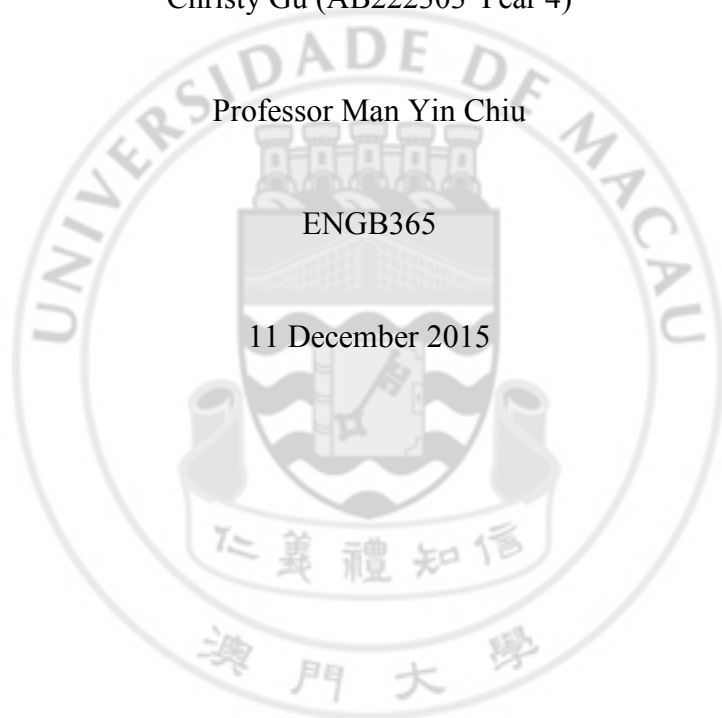 Christy Gu (AB222303 Year 4)
UNIVERSIDADE DE MACAU
Professor Man Yin Chiu
ENGB365
11 December 2015
仁義禮知信
澳門大學